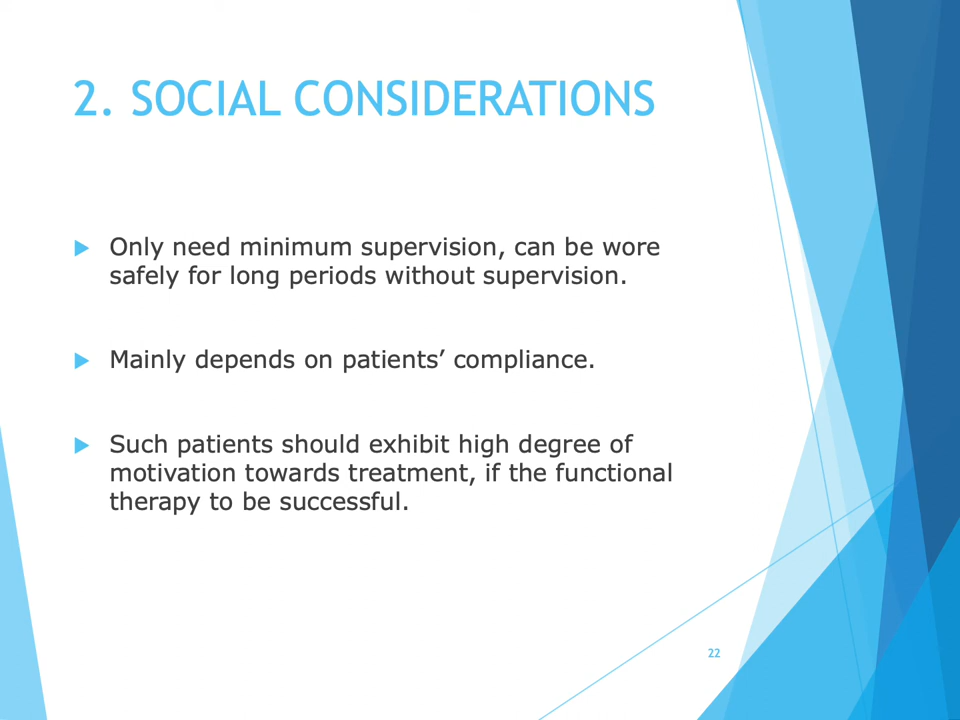 2. SOCIAL CONSIDERATIONS
Only need minimum supervision, can be wore
safely for long periods without supervision.
Mainly depends on patients’ compliance.
Such patients should exhibit high degree of
motivation towards treatment, if the functional
therapy to be successful.
22